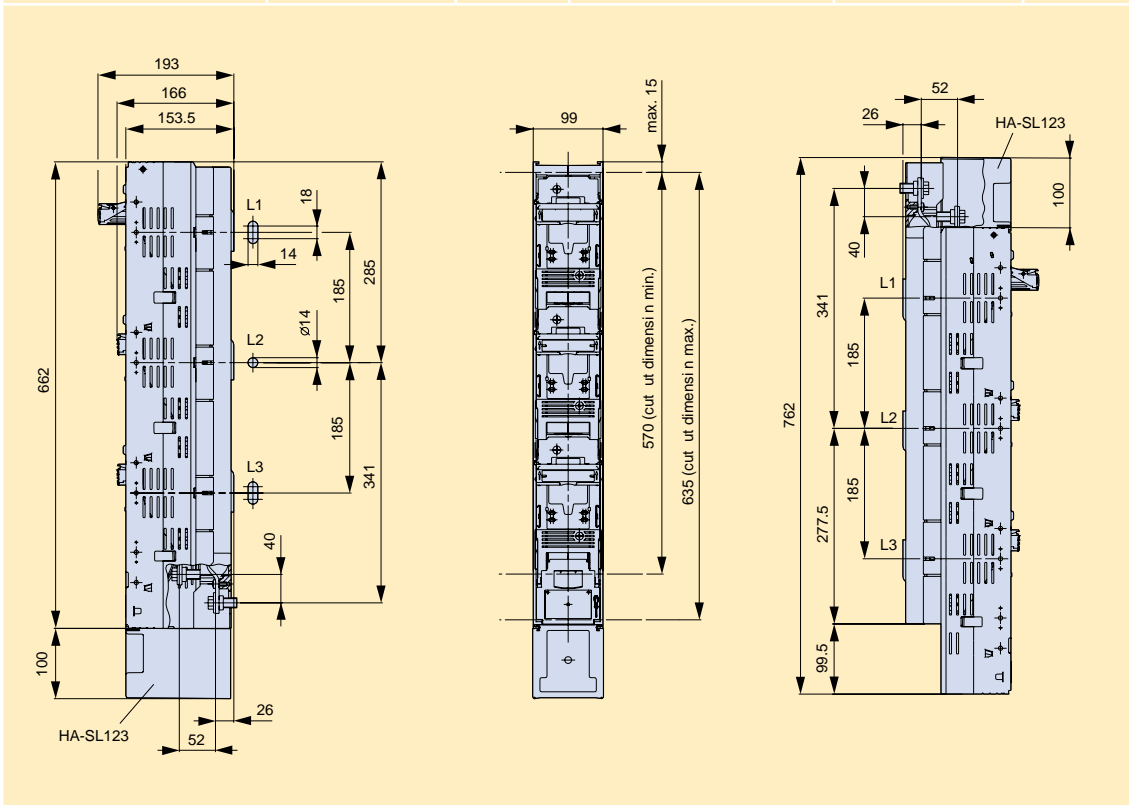 193
166
153.5
L1
18
14
285
185
Ø14
L2
662
185
341
L3
40
100
26
52
HA-SL123
99
max. 15
570 (cut ut dimensi n min.)
635 (cut ut dimensi n max.)
52
26
HA-SL123
100
40
L1
341
185
762
L2
185
277.5
L3
99.5